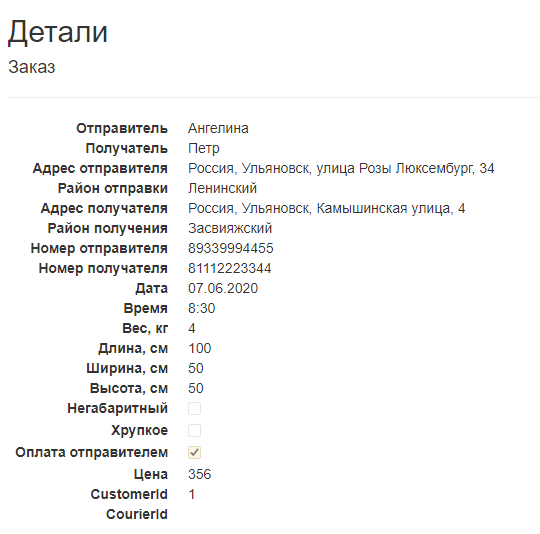 Детали
Заказ
Отправитель Ангелина
Получатель Петр
Адрес отправителя Россия, Ульяновск, улица Розы Люксембург, 34
Район отправки Ленинский
Адрес получателя Россия, Ульяновск, Камышинская улица, 4
Район получения Засвияжский
Номер отправителя 89339994455
Номер получателя 81112223344
Дата 07.06.2020
Время 8:30
Вес, кг 4
Длина, см 100
Ширина, см 50
Высота, см 50
Негабаритный
Хрупкое
Оплата отправителем
Цена 356
CustomerId 1
CourierId